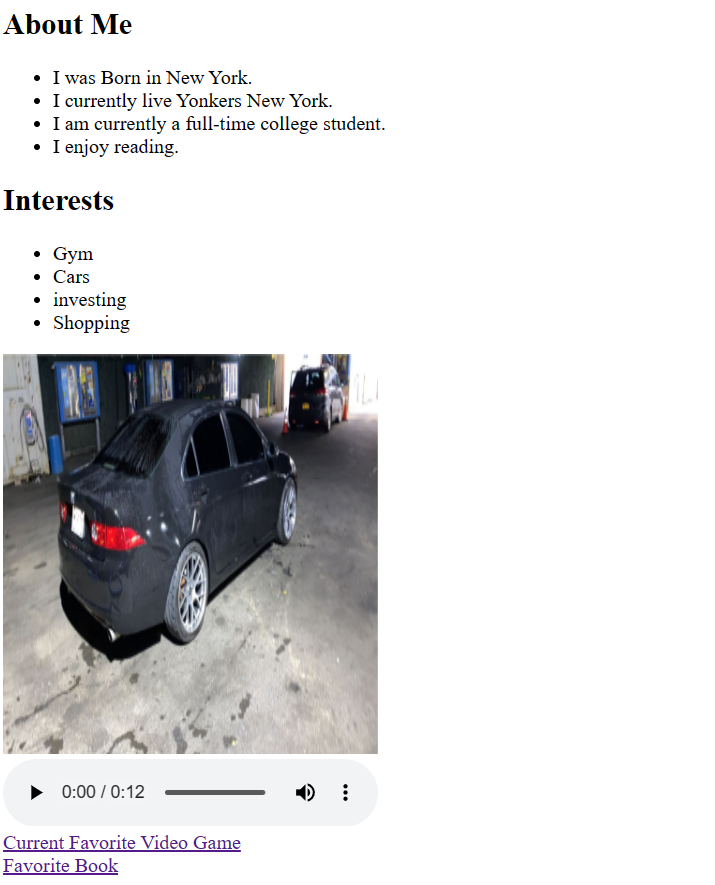 About Me
I was Born in New York.
I currently live Yonkers New York.
I am currently a full-time college student.
I enjoy reading.
Interests
Gym
Cars
investing
Shopping
0:00 / 0:12
Current Favorite Video Game
Favorite Book